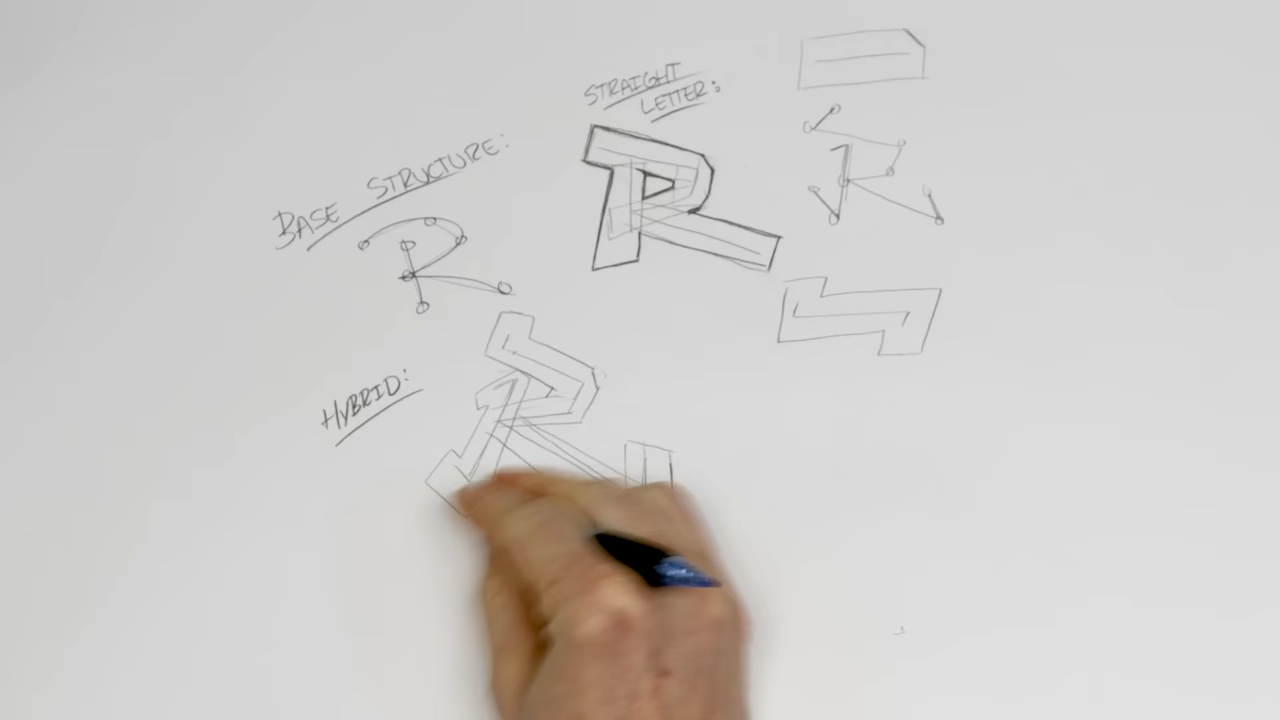 STRAIGHT
LETTER:
BASE STRUCTURE:
R
R
R
HYBRID:
R